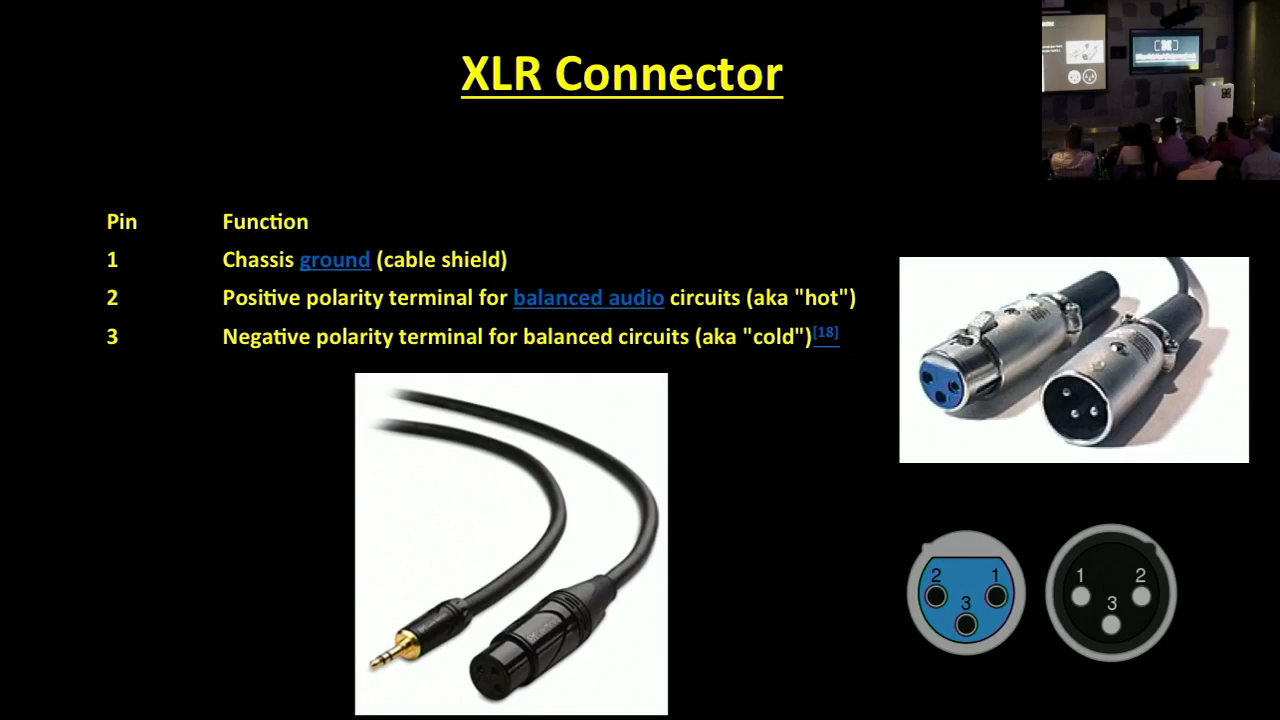 XLR Connector
Pin Function
1 Chassis ground (cable shield)
2 Positive polarity terminal for balanced audio circuits (aka "hot")
3 Negative polarity terminal for balanced circuits (aka "cold")[18]
2 1
3
1 2
3